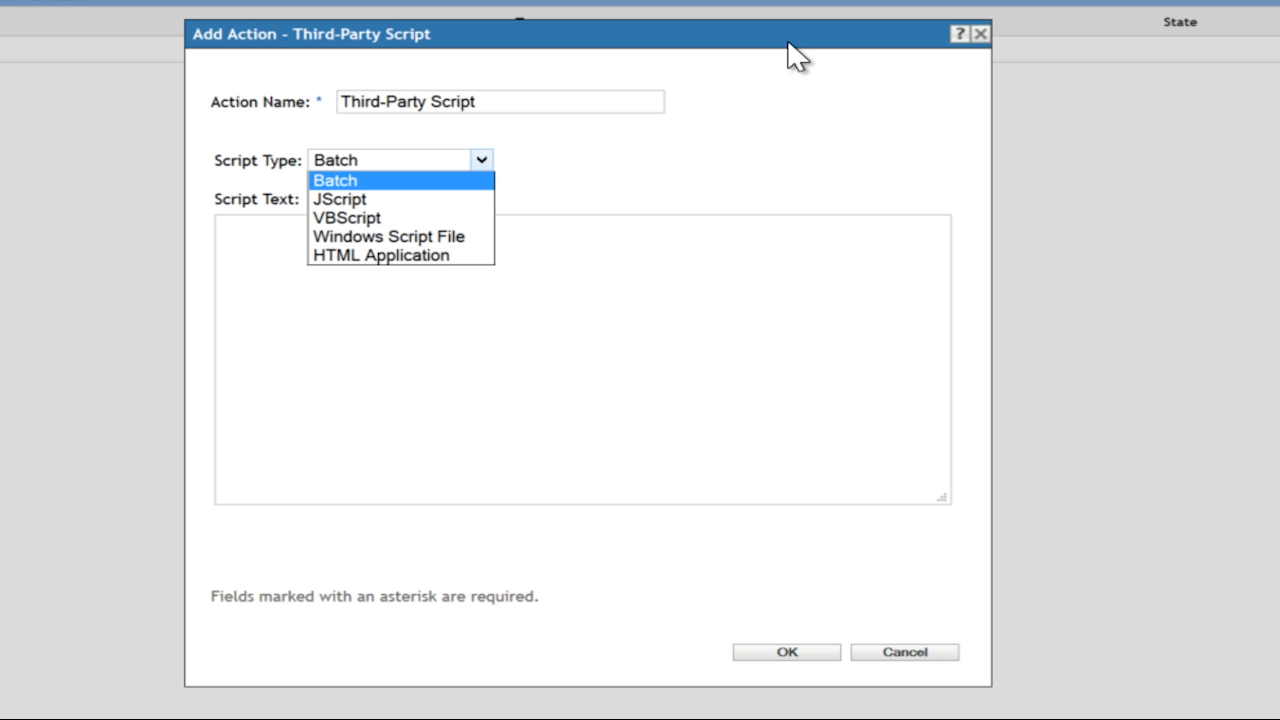 State
Add Action - Third-Party Script
?
Action Name: * Third-Party Script
Script Type: Batch
Batch
Script Text: JScript
VBScript
Windows Script File
HTML Application
Fields marked with an asterisk are required.
OK Cancel